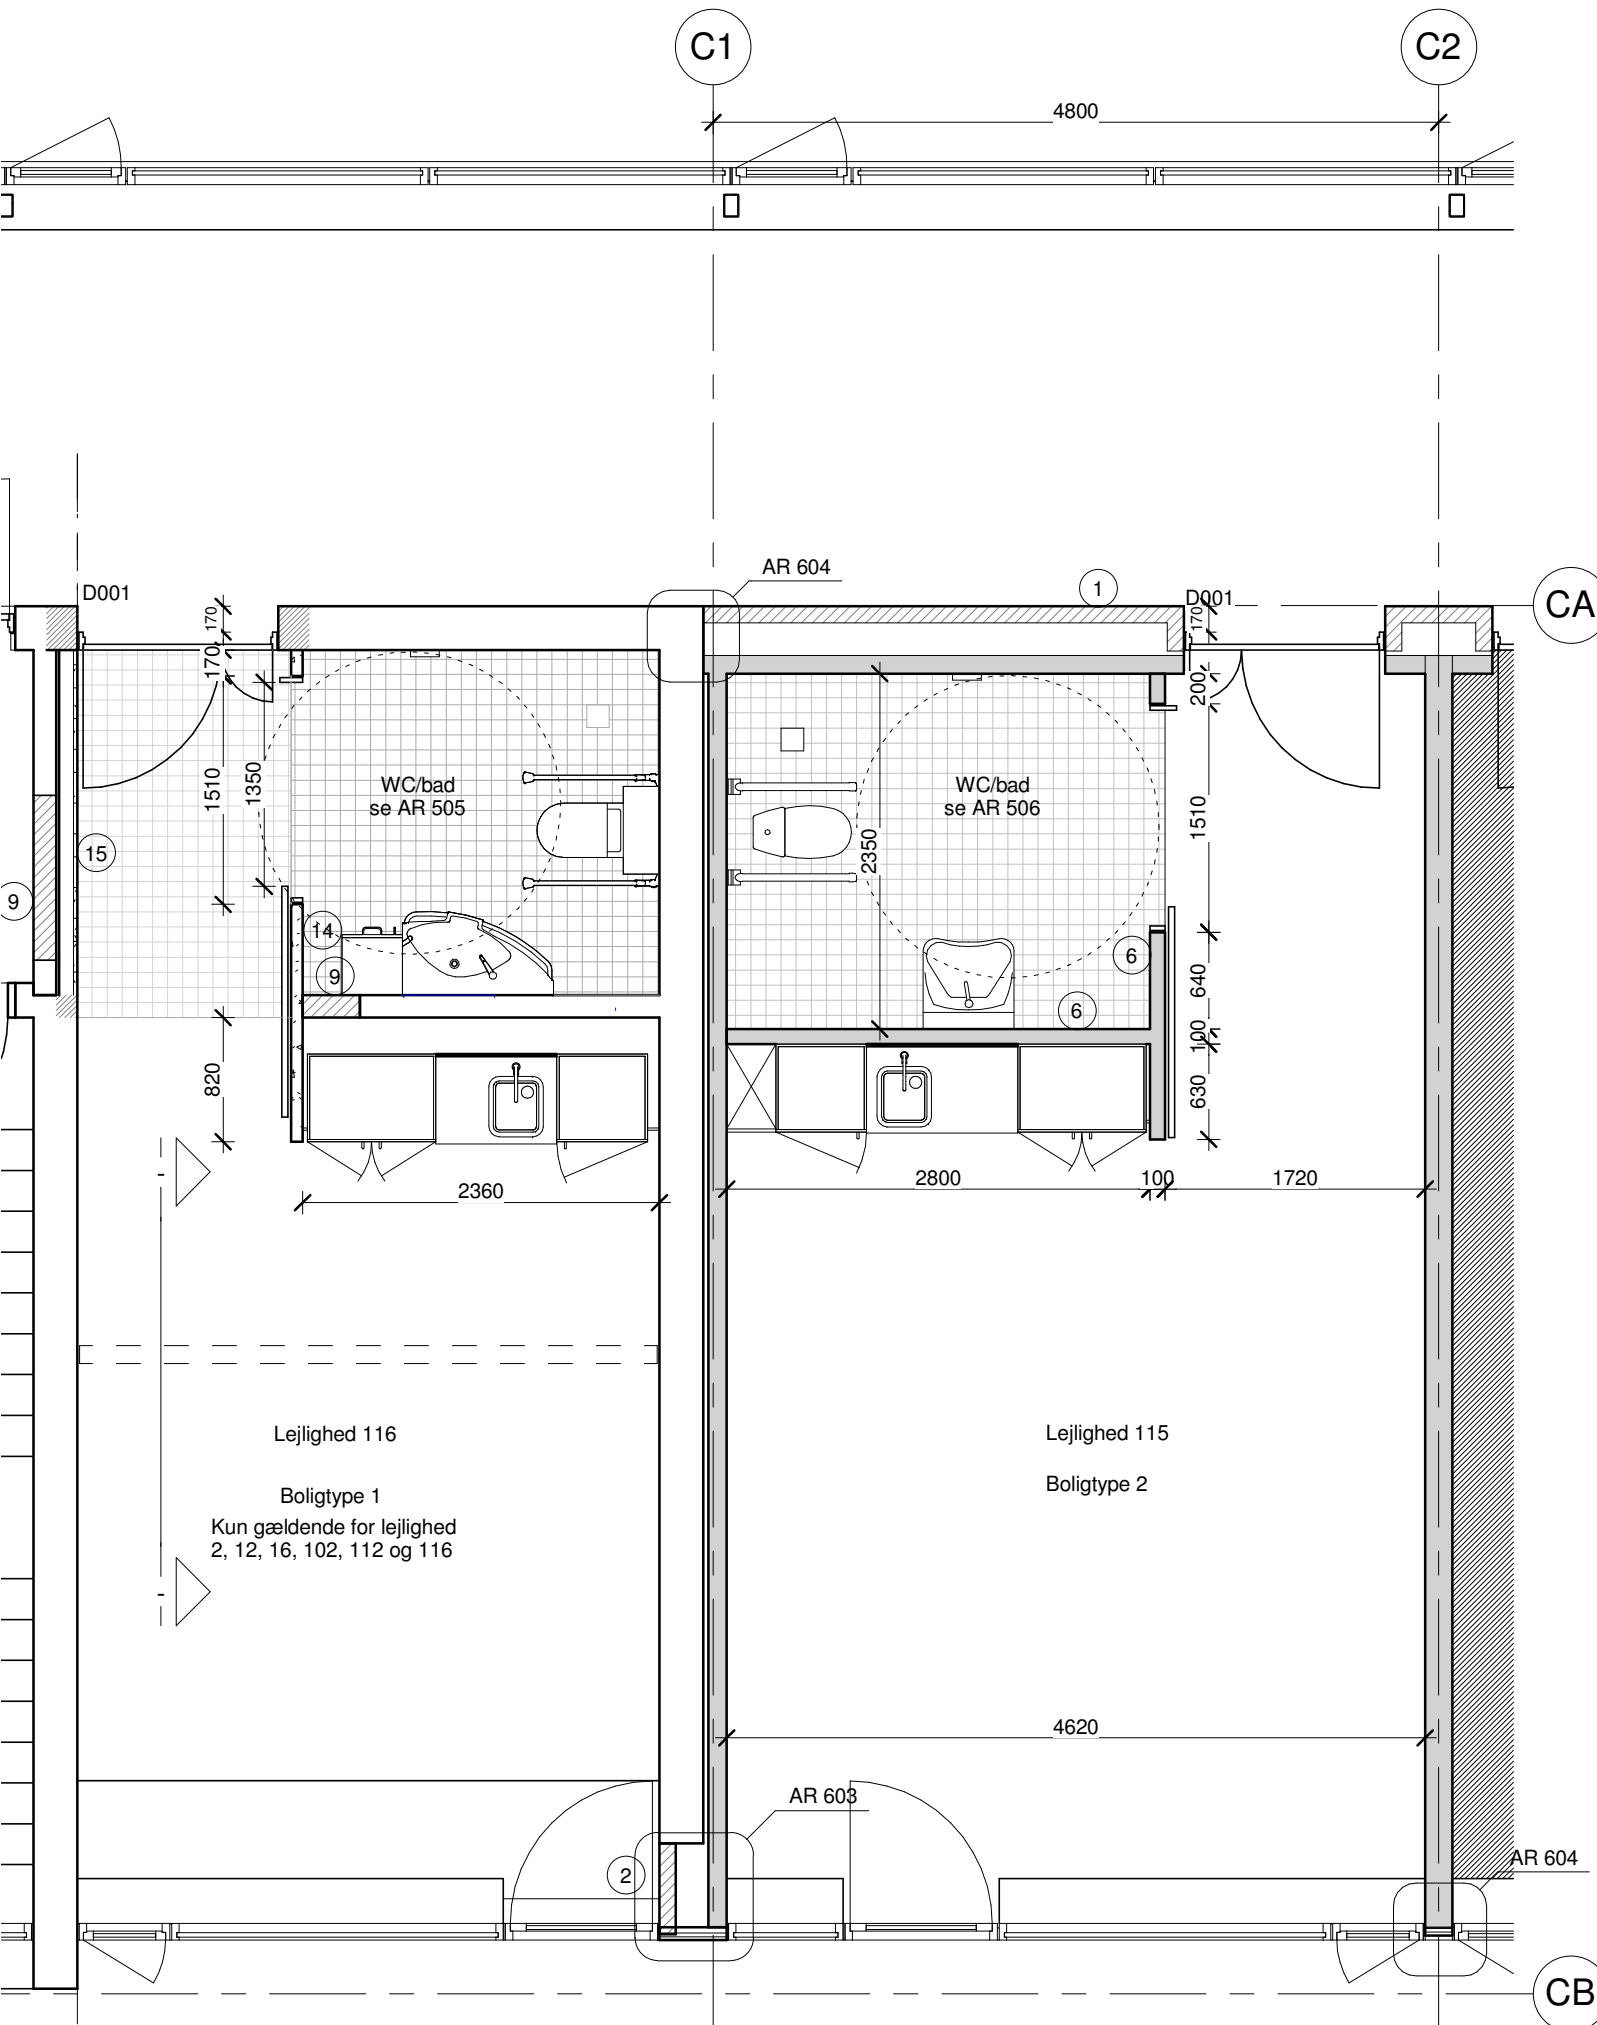 C1
C2
4800
AR 604
1
D001
D001
CA
170
170
170
200
1510
1350
WC/bad
se AR 505
WC/bad
se AR 506
2350
1510
15
9
14
9
6
6
640
100
630
820
2360
2800
100
1720
Lejlighed 116
Boligtype 1
Kun gældende for lejlighed
2, 12, 16, 102, 112 og 116
Lejlighed 115
Boligtype 2
4620
AR 603
2
AR 604
CB